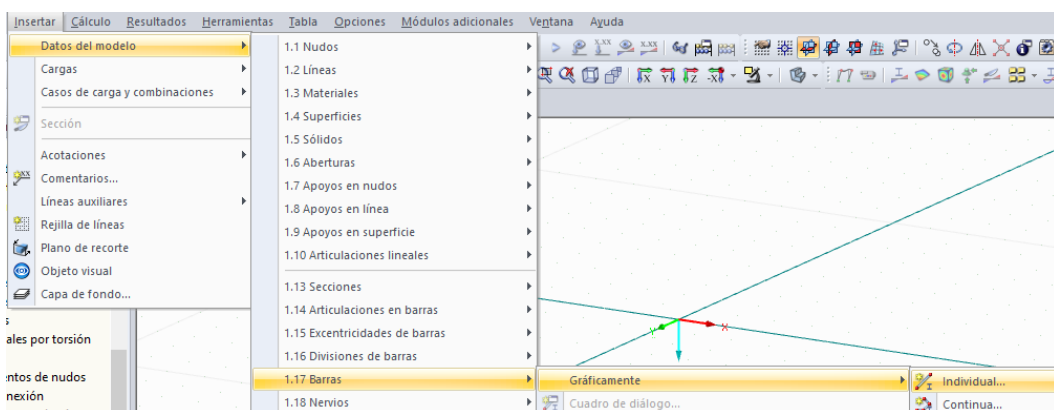 Insertar Cálculo Resultados Herramientas Tabla Opciones Módulos adicionales Ventana Ayuda
Datos del modelo
Cargas
Casos de carga y combinaciones
Sección
Acotaciones
Comentarios...
Líneas auxiliares
Rejilla de líneas
Plano de recorte
Objeto visual
Capa de fondo...
ales por torsión
entos de nudos
nexión
1.1 Nudos
1.2 Líneas
1.3 Materiales
1.4 Superficies
1.5 Sólidos
1.6 Aberturas
1.7 Apoyos en nudos
1.8 Apoyos en línea
1.9 Apoyos en superficie
1.10 Articulaciones lineales
1.13 Secciones
1.14 Articulaciones en barras
1.15 Excentricidades de barras
1.16 Divisiones de barras
1.17 Barras
1.18 Nervios
Gráficamente
Cuadro de diálogo...
Individual...
Continua...
Y
X